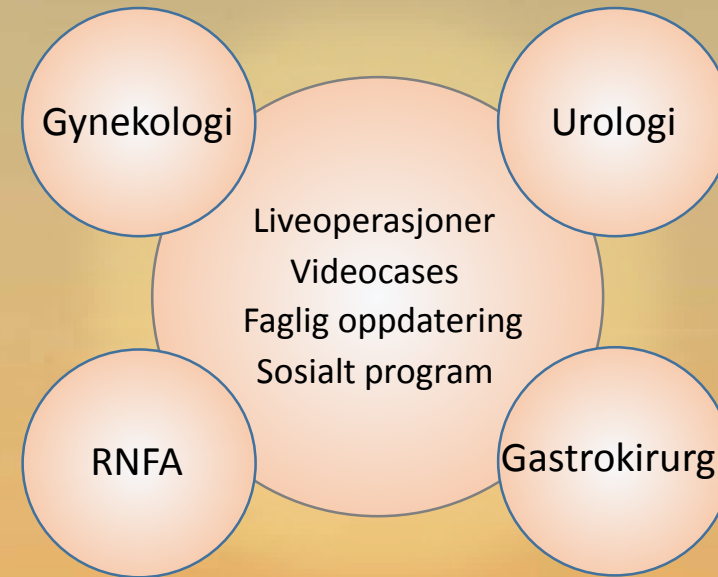 Gynekologi
Urologi
Liveoperasjoner
Videocases
Faglig oppdatering
Sosialt program
RNFA
Gastrokirurg